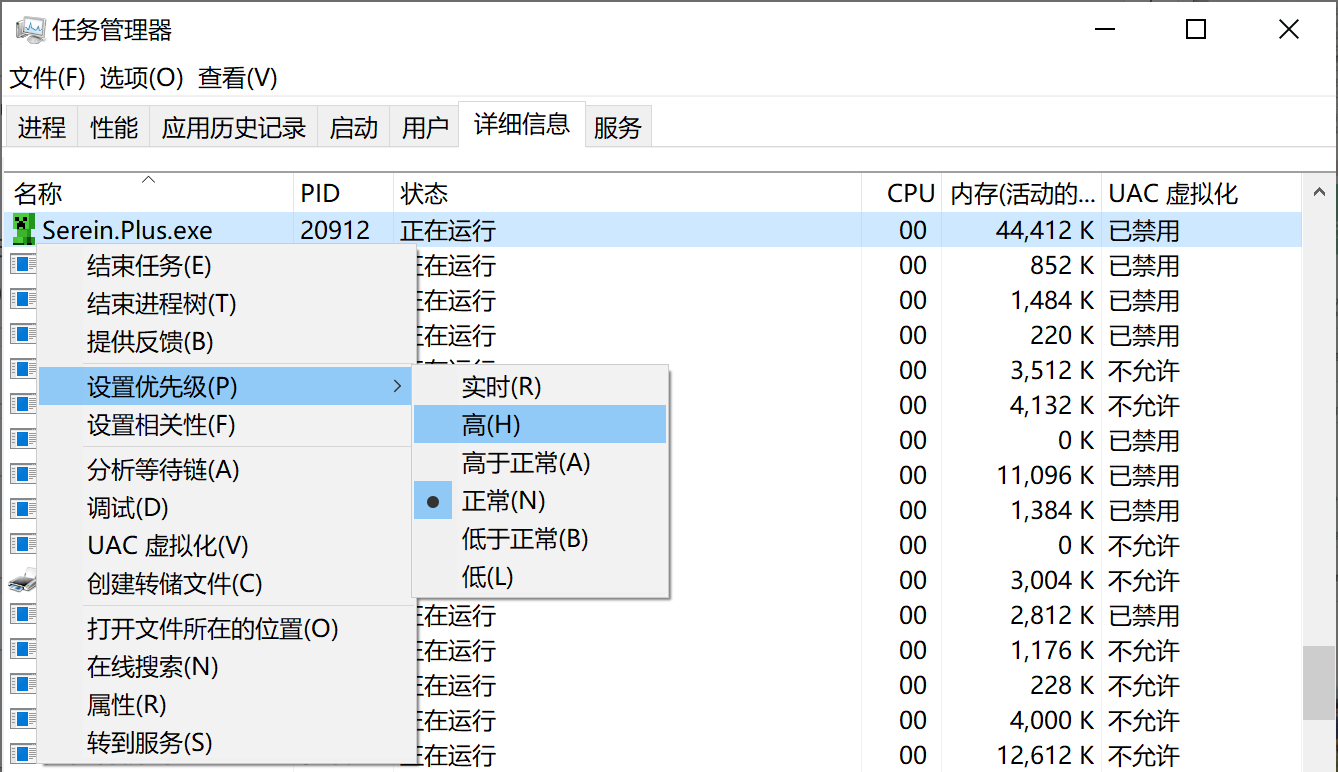 任务管理器
文件(F) 选项(O) 查看(V)
进程 性能 应用历史记录 启动 用户 详细信息 服务
名称 PID 状态 CPU 内存(活动的... UAC 虚拟化
Serein.Plus.exe 20912 正在运行 00 44,412 K 已禁用
结束任务(E) 在运行 00 852 K 已禁用
结束进程树(T) 在运行 00 1,484 K 已禁用
提供反馈(B) 在运行 00 220 K 已禁用
00 3,512 K 不允许
设置优先级(P) 实时(R)
00 4,132 K 不允许
设置相关性(F) 高(H)
00 0 K 已禁用
分析等待链(A) 高于正常(A) 00 11,096 K 已禁用
调试(D) 正常(N) 00 1,384 K 已禁用
UAC 虚拟化(V) 低于正常(B) 00 0 K 不允许
创建转储文件(C) 低(L) 00 3,004 K 不允许
在运行 00 2,812 K 已禁用
打开文件所在的位置(O)
在运行 00 1,176 K 不允许
在线搜索(N)
在运行 00 228 K 不允许
属性(R)
在运行 00 4,000 K 不允许
转到服务(S)
在运行 00 12,612 K 不允许